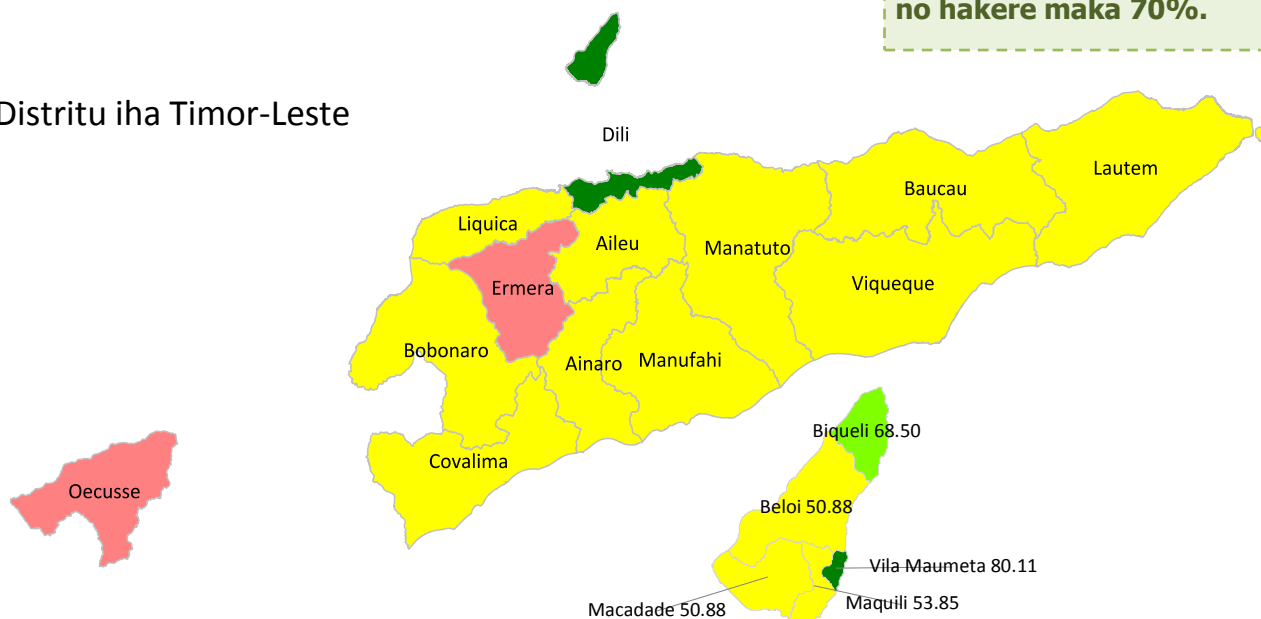 no hakere maka 70%.
Distritu iha Timor-Leste
Dili
Lautem
Baucau
Liquica
Aileu
Manatuto
Viqueque
Ermera
Bobonaro
Ainaro
Manufahi
Biqueli 68.50
Covalima
Oecusse
Beloi 50.88
Vila Maumeta 80.11
Maquili 53.85
Macadade 50.88